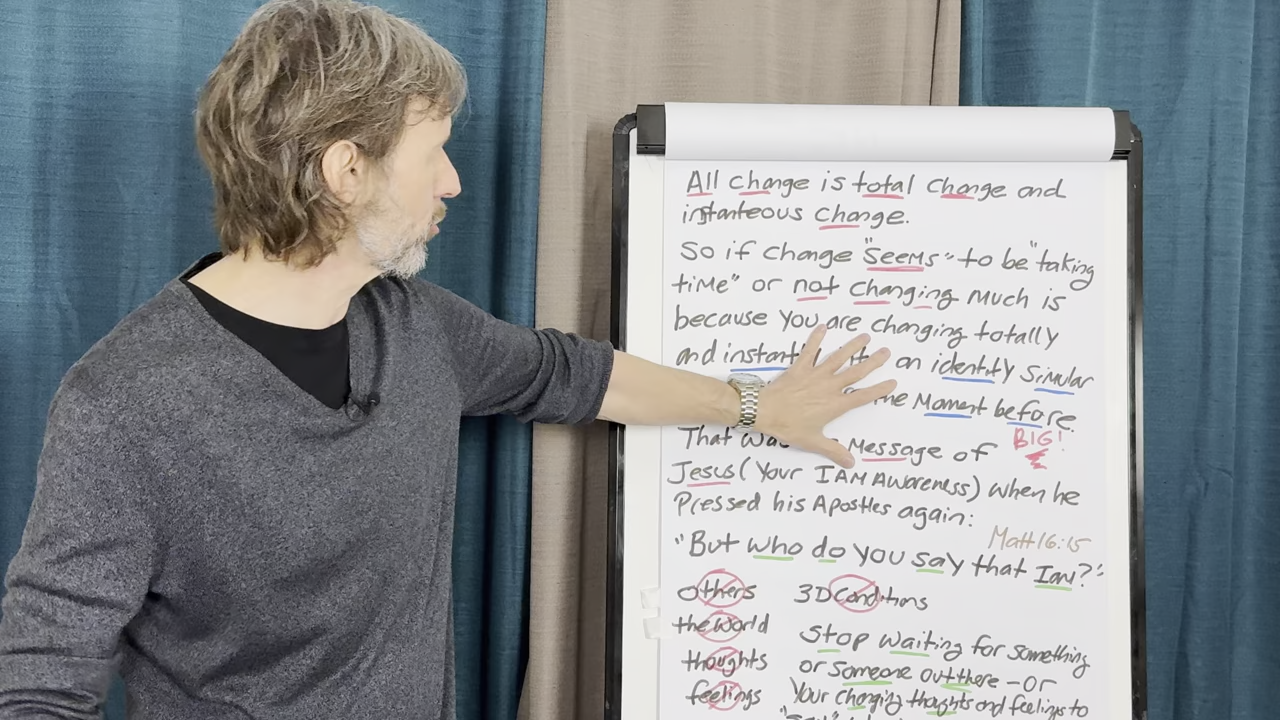 All change is total change and
instanteous change.
So if change "seems" to be "taking
time" or not changing much is
because you are changing totally
and instantly an identity simular
the moment before.
BIG!
That was message of
Jesus (Your I AM Awareness) when he
pressed his Apostles again:
Matt 16:15
"But who do you say that I am?"
others 3D conditions
the world
thoughts
feelings
Stop waiting for something
or someone out there - or
Your changing thoughts and feelings to